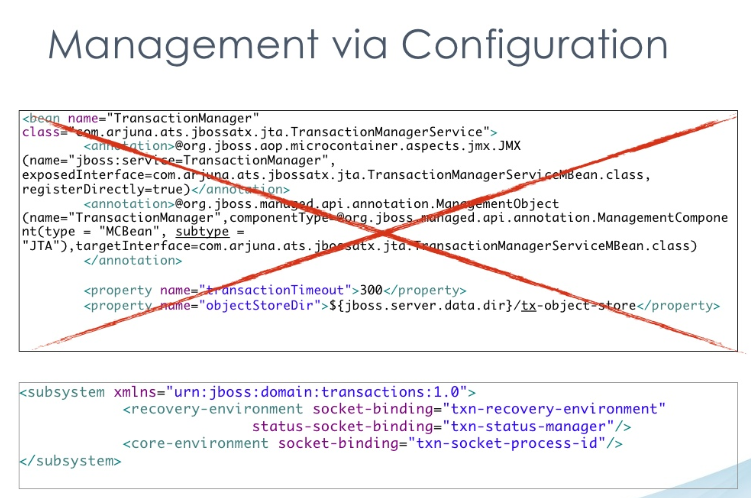 Management via Configuration
<bean name="TransactionManager"
class="com.arjuna.ats.jbossatx.jta.TransactionManagerService">
<annotation>@org.jboss.aop.microcontainer.aspects.jmx.JMX
(name="jboss:service=TransactionManager",
exposedInterface=com.arjuna.ats.jbossatx.jta.TransactionManagerServiceMBean.class,
registerDirectly=true)</annotation>
<annotation>@org.jboss.managed.api.annotation.ManagementObject
(name="TransactionManager",componentType=@org.jboss.managed.api.annotation.ManagementCompone
nt(type = "MCBean", subtype =
"JTA"),targetInterface=com.arjuna.ats.jbossatx.jta.TransactionManagerServiceMBean.class)
</annotation>
<property name="transactionTimeout">300</property>
<property name="objectStoreDir">${jboss.server.data.dir}/tx-object-store</property>
<subsystem xmlns="urn:jboss:domain:transactions:1.0">
<recovery-environment socket-binding="txn-recovery-environment"
status-socket-binding="txn-status-manager"/>
<core-environment socket-binding="txn-socket-process-id"/>
</subsystem>